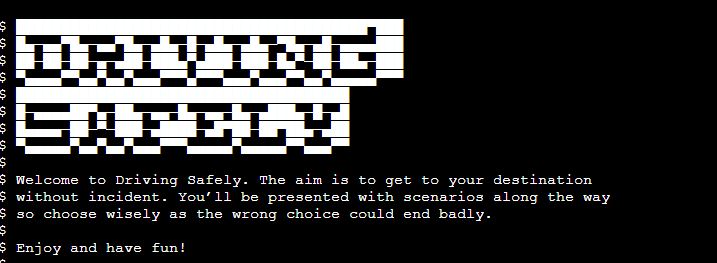 $
$ DRIVING
$
$
$
$ SAFELY
$
$
$
$ Welcome to Driving Safely. The aim is to get to your destination
$ without incident. You’ll be presented with scenarios along the way
$ so choose wisely as the wrong choice could end badly.
$
$ Enjoy and have fun!